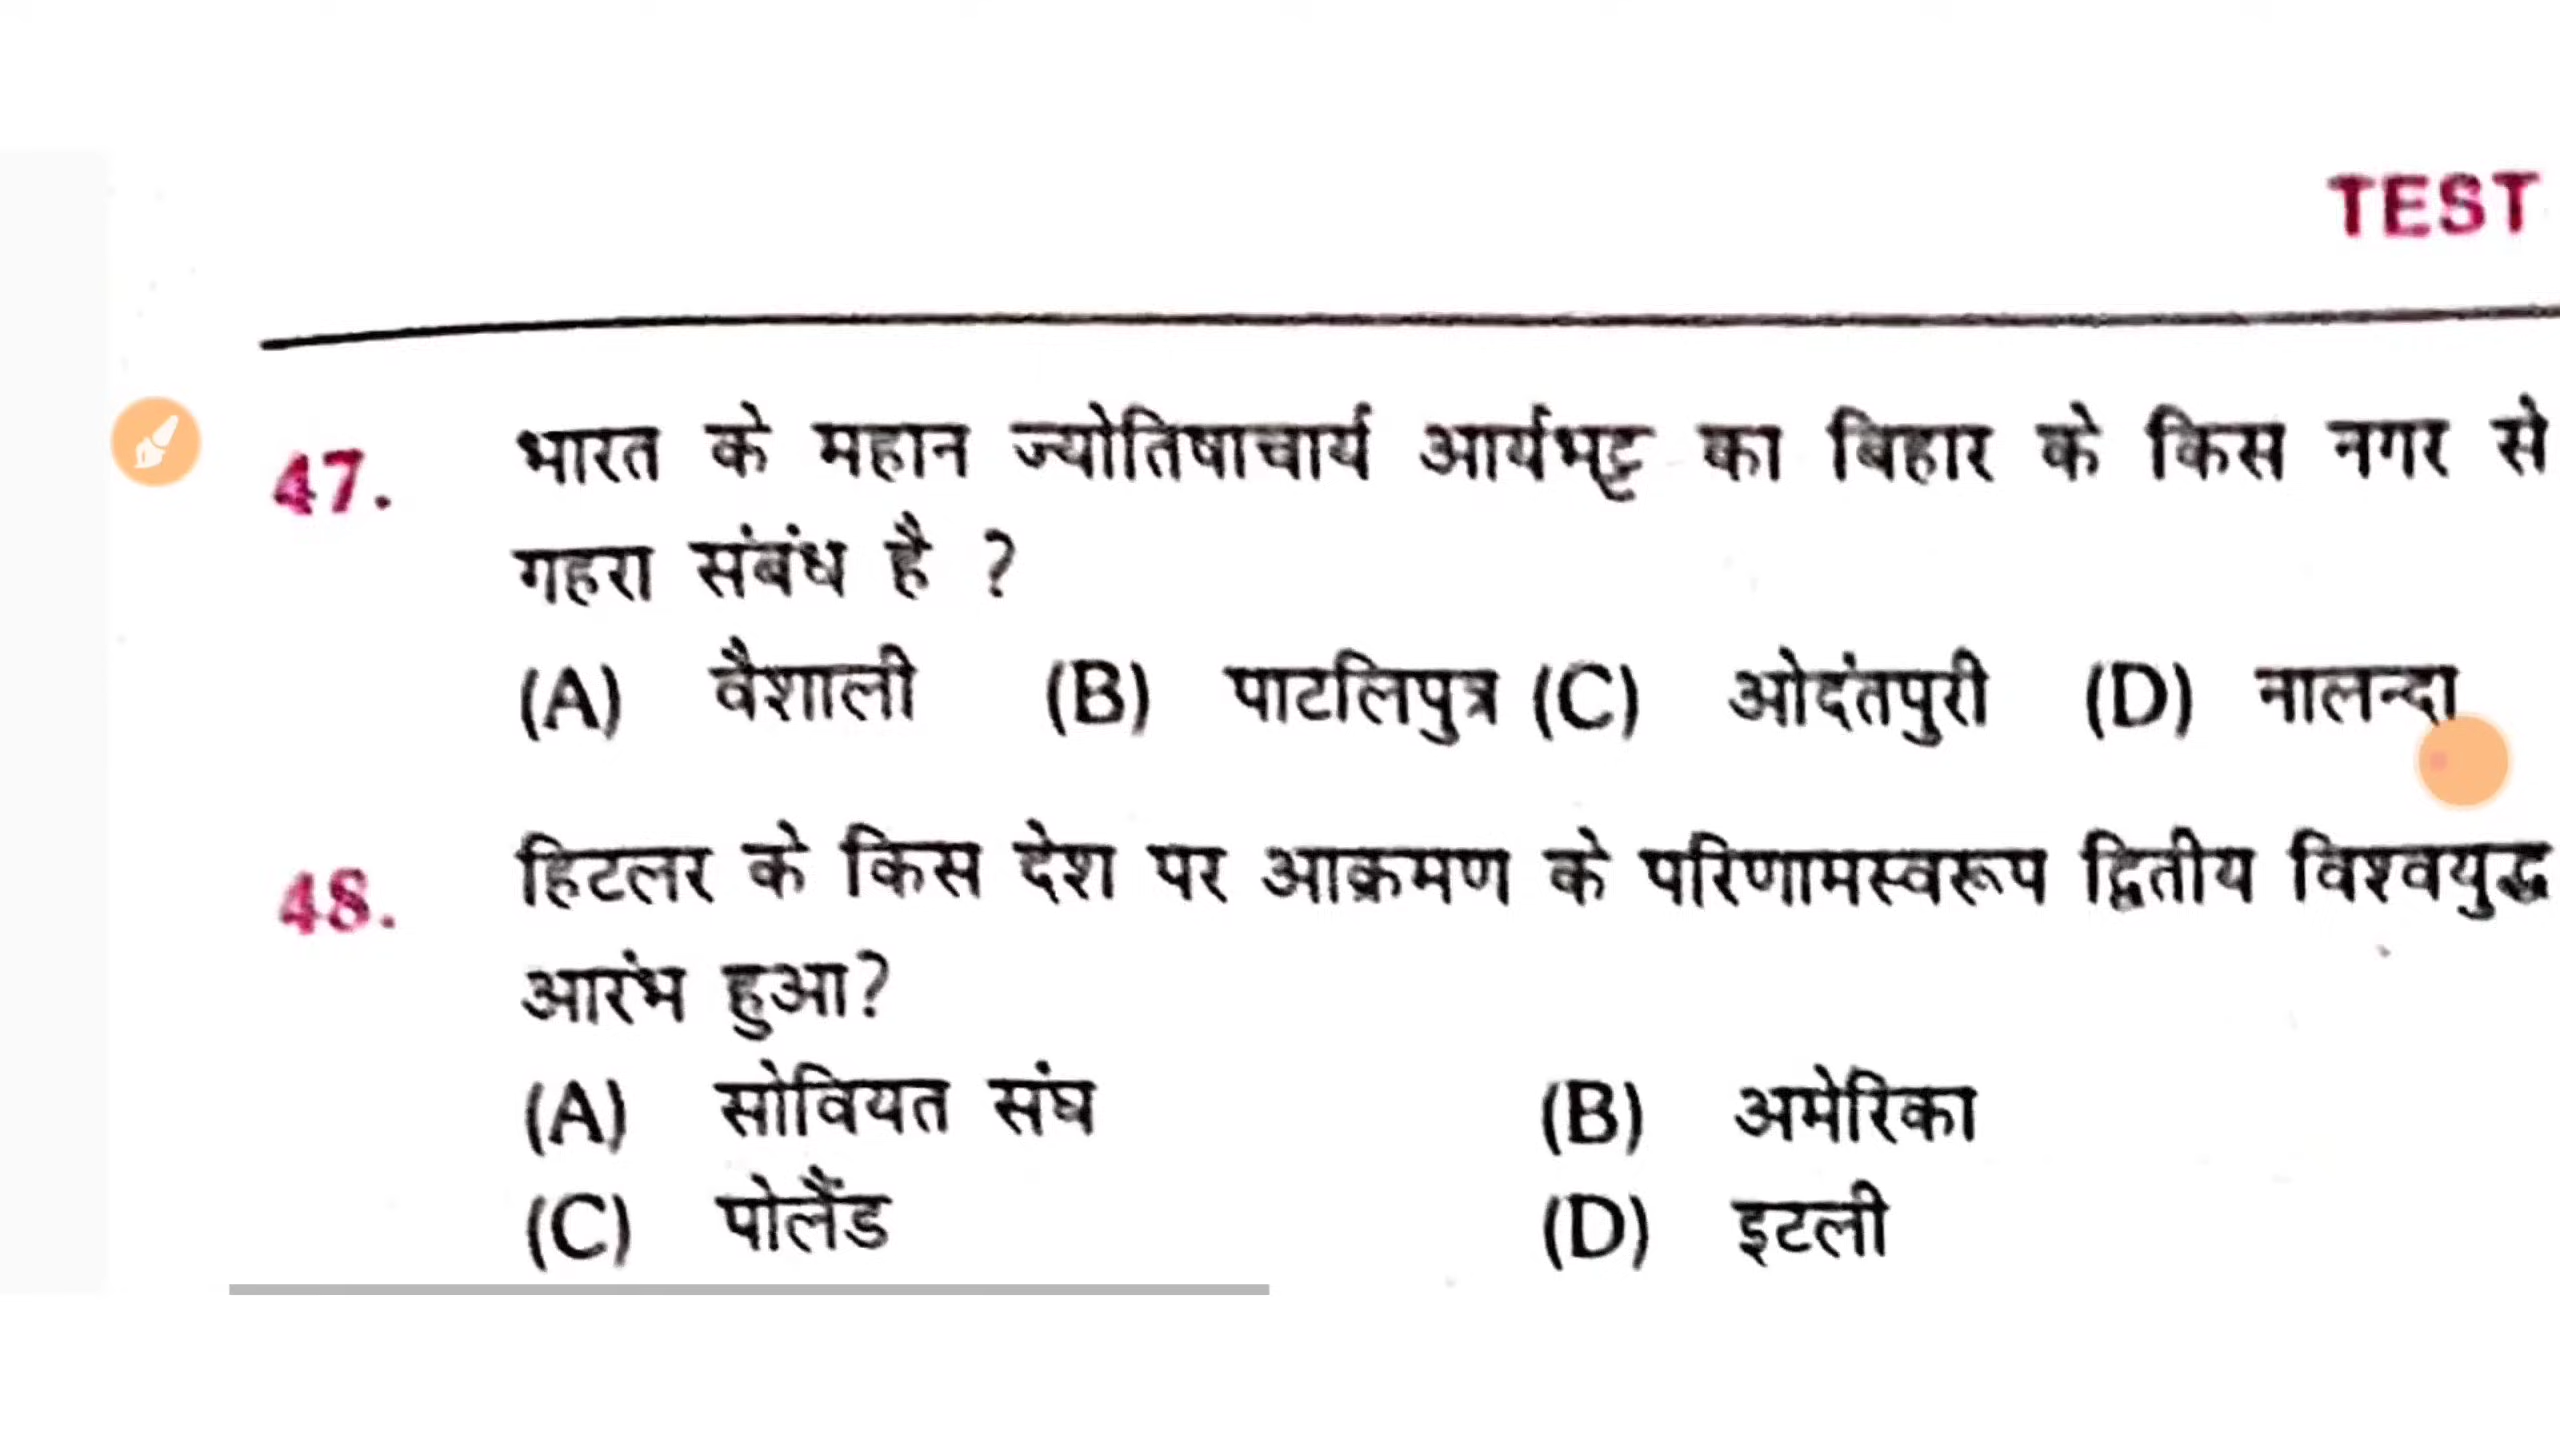 TEST
47. भारत के महान ज्योतिषाचार्य आर्यभट्ट का बिहार के किस नगर से
गहरा संबंध है ?
(A) वैशाली (B) पाटलिपुत्र (C) ओदंतपुरी (D) नालन्दा
48. हिटलर के किस देश पर आक्रमण के परिणामस्वरूप द्वितीय विश्वयुद्ध
आरंभ हुआ?
(A) सोवियत संघ (B) अमेरिका
(C) पोलैंड (D) इटली